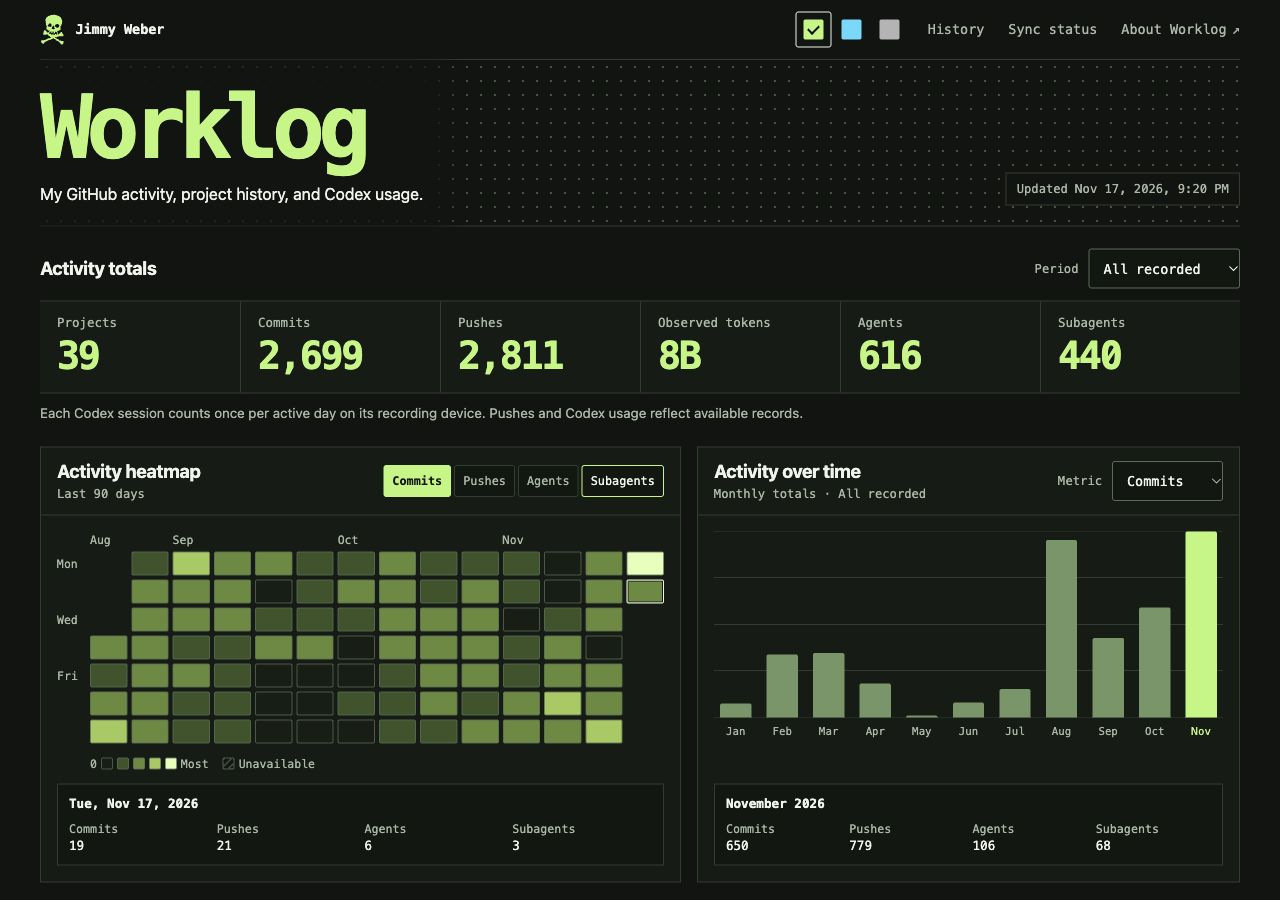 Jimmy Weber
History
Sync status
About Worklog ↗
Worklog
My GitHub activity, project history, and Codex usage.
Updated Nov 17, 2026, 9:20 PM
Activity totals
Period
All recorded
Projects
39
Commits
2,699
Pushes
2,811
Observed tokens
8B
Agents
616
Subagents
440
Each Codex session counts once per active day on its recording device. Pushes and Codex usage reflect available records.
Activity heatmap
Last 90 days
Commits
Pushes
Agents
Subagents
Aug Sep Oct Nov
Mon
Wed
Fri
0 Most Unavailable
Tue, Nov 17, 2026
Commits Pushes Agents Subagents
19 21 6 3
Activity over time
Monthly totals · All recorded
Metric
Commits
Jan Feb Mar Apr May Jun Jul Aug Sep Oct Nov
November 2026
Commits Pushes Agents Subagents
650 779 106 68